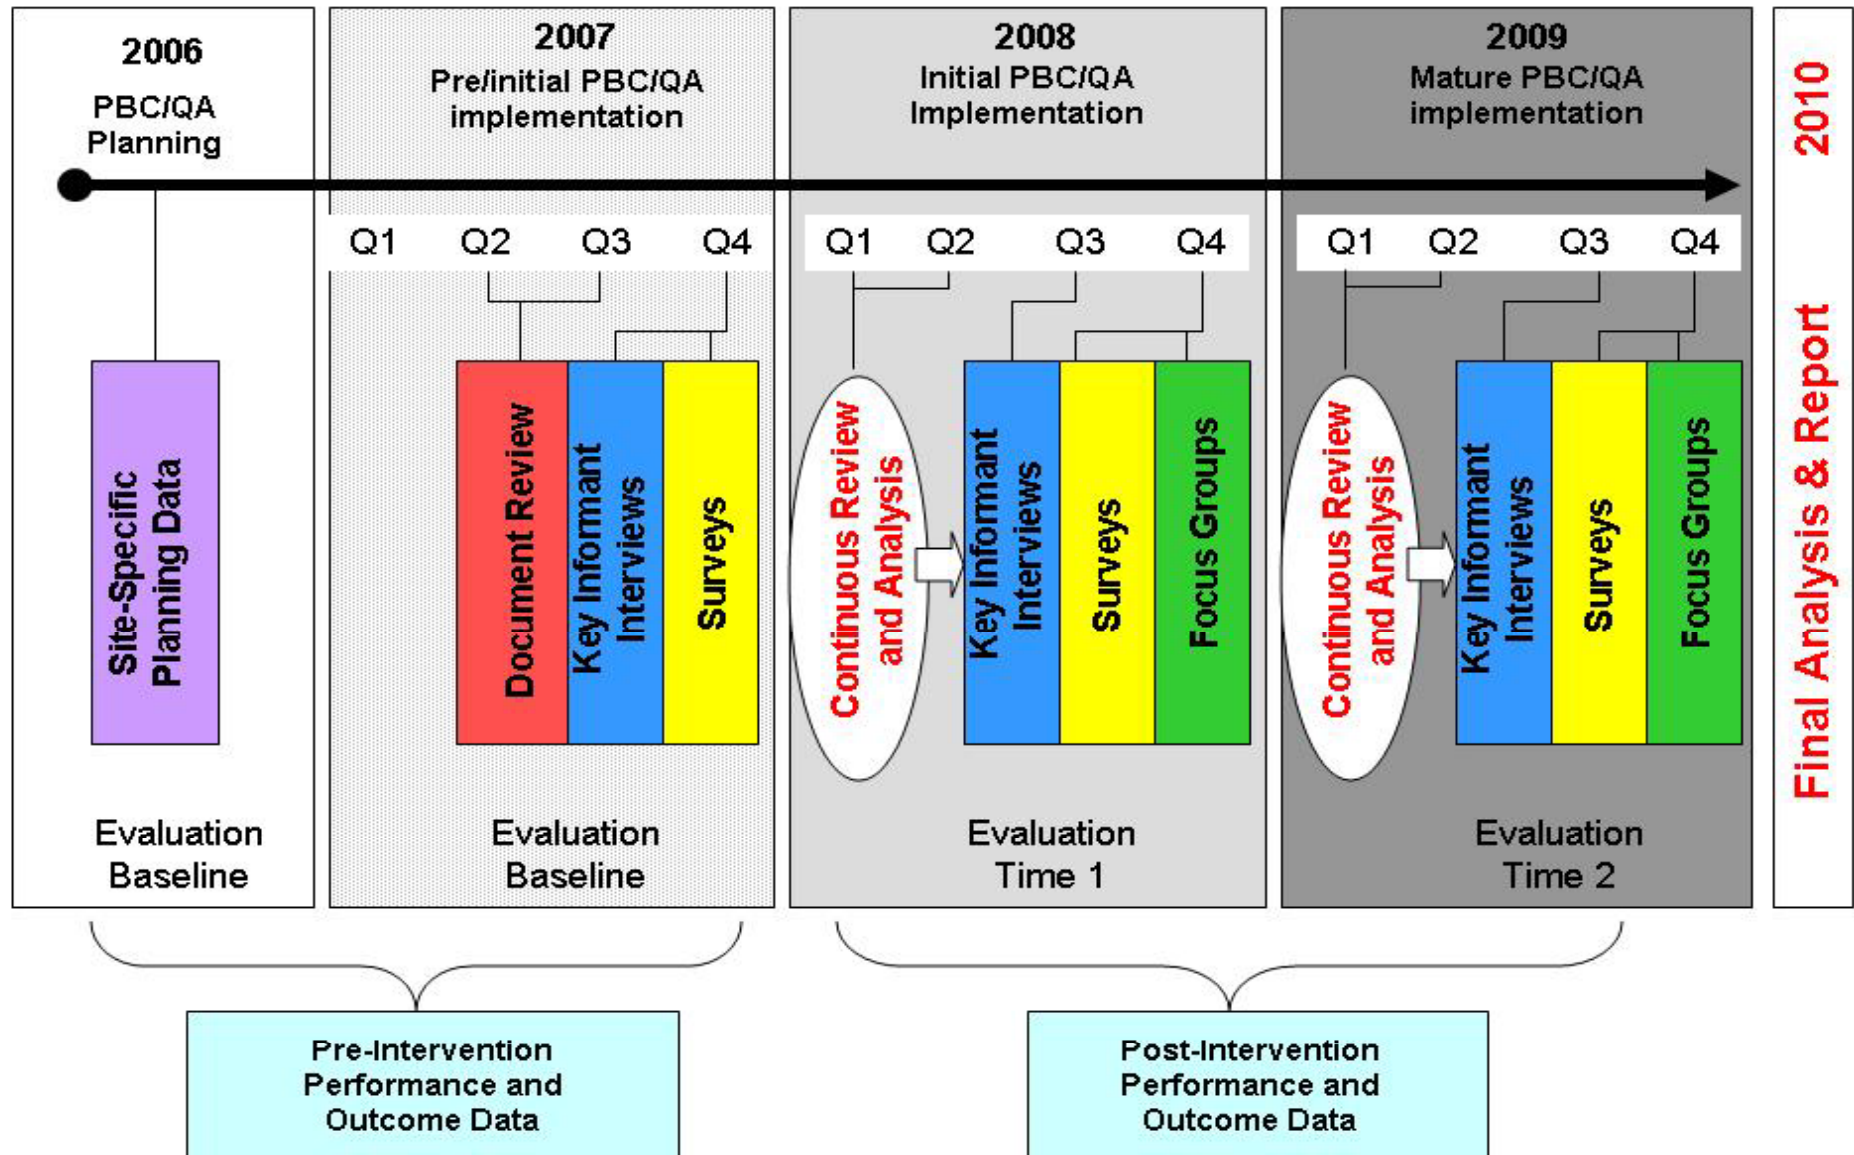 2006
PBC/QA
Planning
Site-Specific
Planning Data
Evaluation
Baseline
2007
Pre/initial PBC/QA
implementation
Q1 Q2 Q3 Q4
Document Review
Key Informant
Interviews
Surveys
Evaluation
Baseline
2008
Initial PBC/QA
Implementation
Q1 Q2 Q3 Q4
Continuous Review
and Analysis
Key Informant
Interviews
Surveys
Focus Groups
Evaluation
Time 1
2009
Mature PBC/QA
implementation
Q1 Q2 Q3 Q4
Continuous Review
and Analysis
Key Informant
Interviews
Surveys
Focus Groups
Evaluation
Time 2
Final Analysis & Report 2010
Pre-Intervention
Performance and
Outcome Data
Post-Intervention
Performance and
Outcome Data